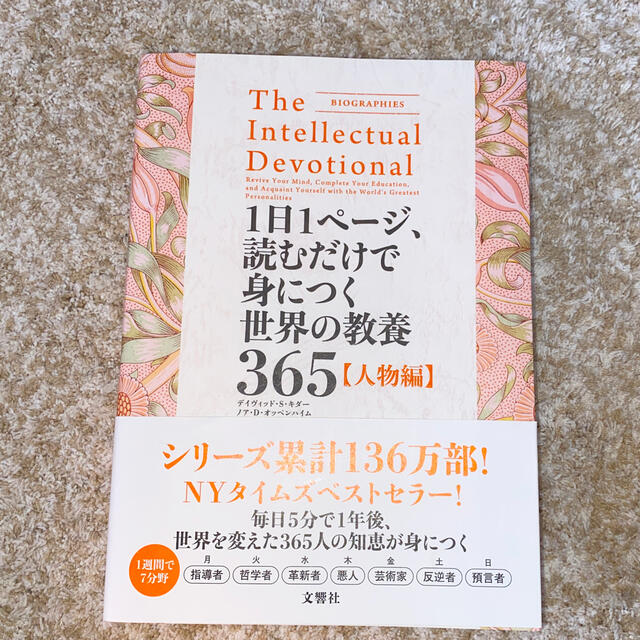 The
BIOGRAPHIES
Intellectual
Devotional
Revive Your Mind, Complete Your Education,
and Acquaint Yourself with the World's Greatest
Personalities
1日1ページ、
読むだけで
身につく
世界の教養
365【人物編】
デイヴィッド・S・キダー
ノア・D・オッペンハイム
シリーズ累計136万部!
NYタイムズベストセラー!
毎日5分で1年後、
世界を変えた365人の知恵が身につく
1週間で
7分野
月 火 水 木 金 土 日
指導者 哲学者 革新者 悪人 芸術家 反逆者 預言者
文響社